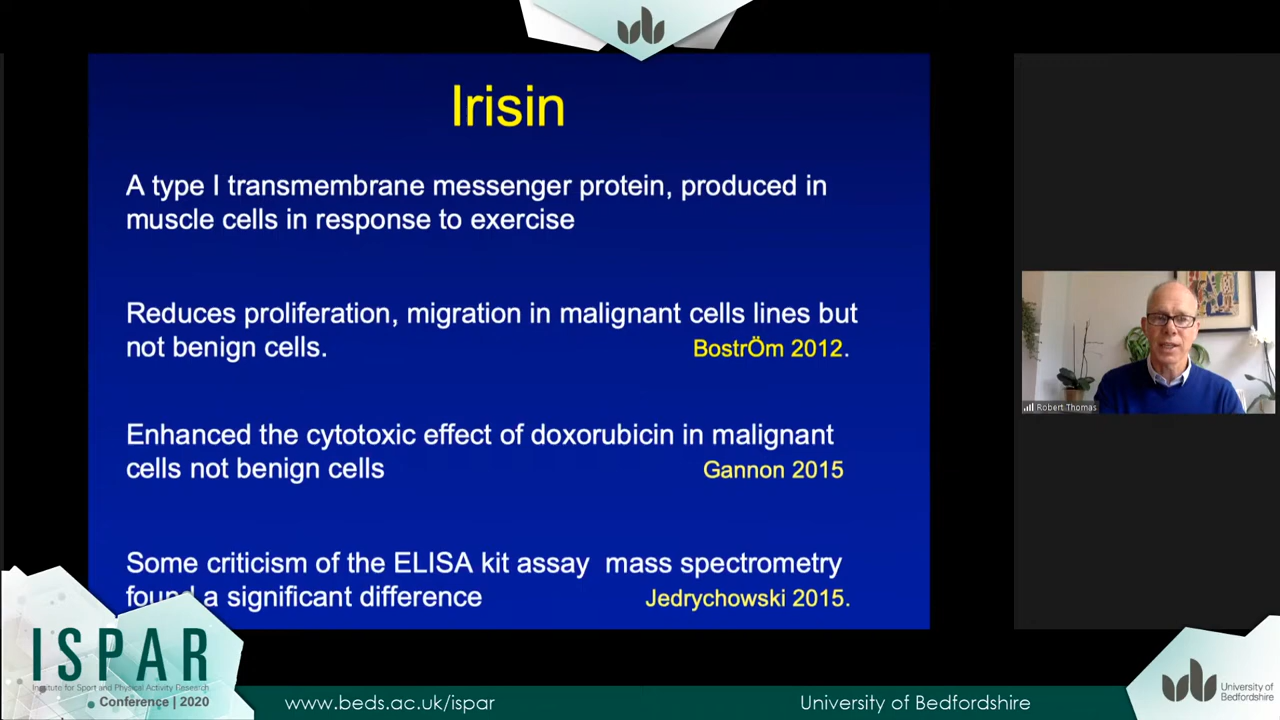 Irisin
A type I transmembrane messenger protein, produced in
muscle cells in response to exercise
Reduces proliferation, migration in malignant cells lines but
not benign cells.
BostrÖm 2012.
Enhanced the cytotoxic effect of doxorubicin in malignant
cells not benign cells
Gannon 2015
Some criticism of the ELISA kit assay mass spectrometry
found a significant difference
Jedrychowski 2015.
Robert Thomas
ISPAR
Institute for Sport and Physical Activity Research
Conference | 2020
www.beds.ac.uk/ispar
University of Bedfordshire
University of
Bedfordshire